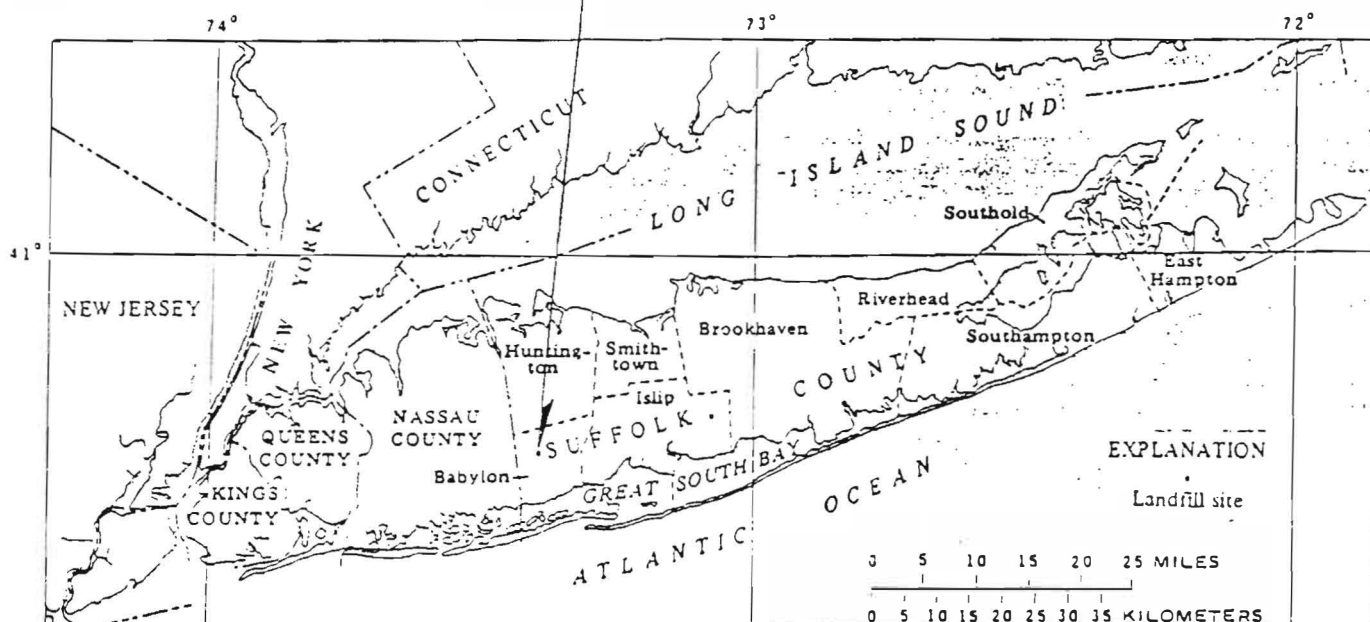 74°
73°
72°
CONNECTICUT
LONG ISLAND SOUND
41°
NEW JERSEY
NEW YORK
Southold
East
Hampton
Riverhead
Brookhaven
Southampton
Hunting-
ton
Smith-
town
Islip
SUFFOLK COUNTY
NASSAU
COUNTY
QUEENS
COUNTY
KINGS
COUNTY
Babylon
GREAT SOUTH BAY
ATLANTIC OCEAN
EXPLANATION
Landfill site
0 5 10 15 20 25 MILES
0 5 10 15 20 25 30 35 KILOMETERS